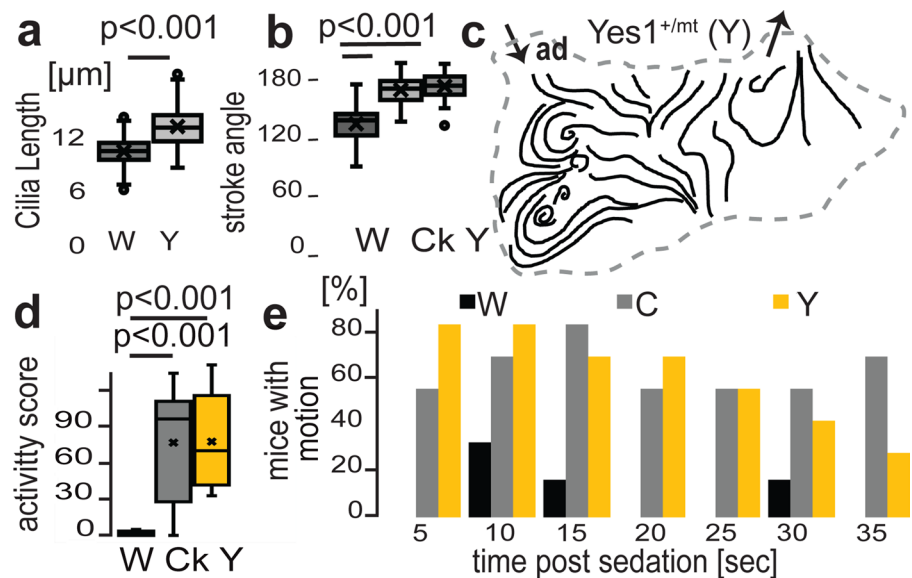 a
p<0.001
[µm]
Cilia Length
12
6
0
W Y
b
p<0.001
stroke angle
180
120
60
0
W Ck Y
c
ad
Yes1+/mt (Y)
d
p<0.001
p<0.001
activity score
90
60
30
0
W Ck Y
e
[%]
W C Y
mice with
motion
80
60
40
20
0
5 10 15 20 25 30 35
time post sedation [sec]